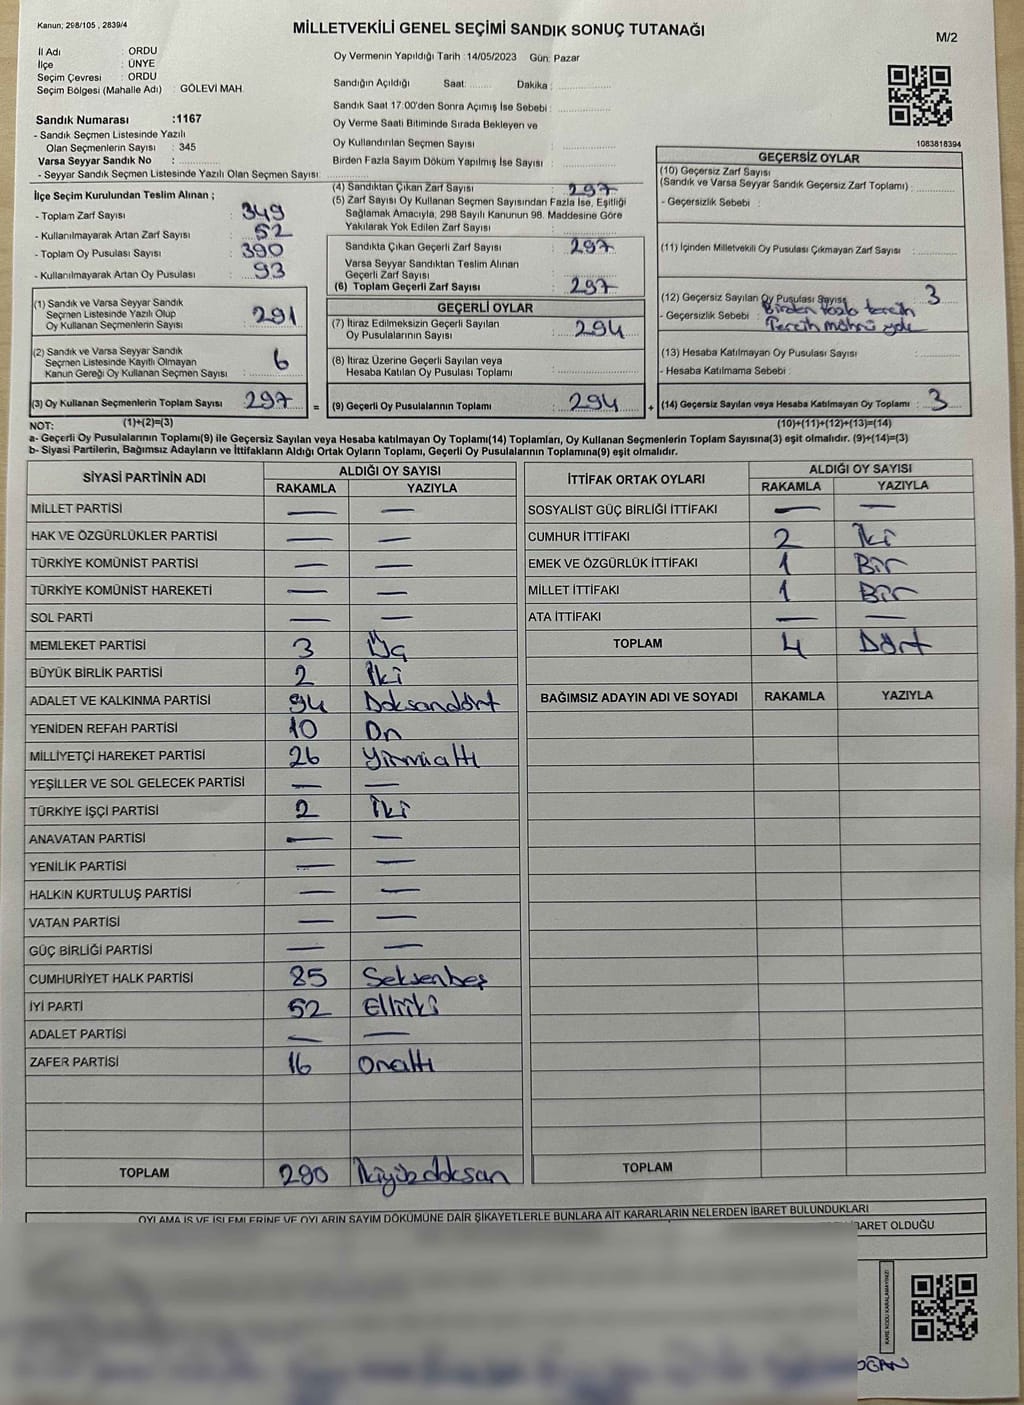 Kanun; 298/105 , 2839/4
MİLLETVEKİLİ GENEL SEÇİMİ SANDIK SONUÇ TUTANAĞI
M/2
İl Adı : ORDU
İlçe : ÜNYE
Seçim Çevresi : ORDU
Seçim Bölgesi (Mahalle Adı) : GÖLEVİ MAH.
Oy Vermenin Yapıldığı Tarih : 14/05/2023 Gün: Pazar
Sandığın Açıldığı Saat: ........ Dakika : ................
Sandık Saat 17:00'den Sonra Açılmış İse Sebebi : ................
Oy Verme Saati Bitiminde Sırada Bekleyen ve
Oy Kullandırılan Seçmen Sayısı : ................
Birden Fazla Sayım Döküm Yapılmış İse Sayısı : ................
Sandık Numarası :1167
- Sandık Seçmen Listesinde Yazılı
Olan Seçmenlerin Sayısı : 345
Varsa Seyyar Sandık No : ................
- Seyyar Sandık Seçmen Listesinde Yazılı Olan Seçmen Sayısı: ................
1083818394
İlçe Seçim Kurulundan Teslim Alınan ;
- Toplam Zarf Sayısı : 349
- Kullanılmayarak Artan Zarf Sayısı : 52
- Toplam Oy Pusulası Sayısı : 390
- Kullanılmayarak Artan Oy Pusulası : 93
(4) Sandıktan Çıkan Zarf Sayısı : 297
(5) Zarf Sayısı Oy Kullanan Seçmen Sayısından Fazla İse, Eşitliği
Sağlamak Amacıyla, 298 Sayılı Kanunun 98. Maddesine Göre
Yakılarak Yok Edilen Zarf Sayısı : ................
Sandıkta Çıkan Geçerli Zarf Sayısı : 297
Varsa Seyyar Sandıktan Teslim Alınan
Geçerli Zarf Sayısı : ................
(6) Toplam Geçerli Zarf Sayısı : 297
GEÇERSİZ OYLAR
(10) Geçersiz Zarf Sayısı
(Sandık ve Varsa Seyyar Sandık Geçersiz Zarf Toplamı) : ............
- Geçersizlik Sebebi :
(11) İçinden Milletvekili Oy Pusulası Çıkmayan Zarf Sayısı : ............
(12) Geçersiz Sayılan Oy Pusulası Sayısı 3
- Geçersizlik Sebebi : Birden fazla tercih
Tercih mührü yok
(13) Hesaba Katılmayan Oy Pusulası Sayısı : ............
- Hesaba Katılmama Sebebi :
(14) Geçersiz Sayılan veya Hesaba Katılmayan Oy Toplamı : 3
(10)+(11)+(12)+(13)=(14)
(1) Sandık ve Varsa Seyyar Sandık
Seçmen Listesinde Yazılı Olup
Oy Kullanan Seçmenlerin Sayısı : 291
(2) Sandık ve Varsa Seyyar Sandık
Seçmen Listesinde Kayıtlı Olmayan
Kanun Gereği Oy Kullanan Seçmen Sayısı : 6
(3) Oy Kullanan Seçmenlerin Toplam Sayısı : 297 =
(1)+(2)=(3)
GEÇERLİ OYLAR
(7) İtiraz Edilmeksizin Geçerli Sayılan
Oy Pusulalarının Sayısı : 294
(8) İtiraz Üzerine Geçerli Sayılan veya
Hesaba Katılan Oy Pusulası Toplamı : ................
(9) Geçerli Oy Pusulalarının Toplamı : 294 +
NOT:
a- Geçerli Oy Pusulalarının Toplamı(9) ile Geçersiz Sayılan veya Hesaba katılmayan Oy Toplamı(14) Toplamları, Oy Kullanan Seçmenlerin Toplam Sayısına(3) eşit olmalıdır. (9)+(14)=(3)
b- Siyasi Partilerin, Bağımsız Adayların ve İttifakların Aldığı Ortak Oyların Toplamı, Geçerli Oy Pusulalarının Toplamına(9) eşit olmalıdır.
SİYASİ PARTİNİN ADI ALDIĞI OY SAYISI
RAKAMLA YAZIYLA
MİLLET PARTİSİ — —
HAK VE ÖZGÜRLÜKLER PARTİSİ — —
TÜRKİYE KOMÜNİST PARTİSİ — —
TÜRKİYE KOMÜNİST HAREKETİ — —
SOL PARTİ — —
MEMLEKET PARTİSİ 3 Üç
BÜYÜK BİRLİK PARTİSİ 2 İki
ADALET VE KALKINMA PARTİSİ 94 Doksandört
YENİDEN REFAH PARTİSİ 10 On
MİLLİYETÇİ HAREKET PARTİSİ 26 Yirmialtı
YEŞİLLER VE SOL GELECEK PARTİSİ — —
TÜRKİYE İŞÇİ PARTİSİ 2 İki
ANAVATAN PARTİSİ — —
YENİLİK PARTİSİ — —
HALKIN KURTULUŞ PARTİSİ — —
VATAN PARTİSİ — —
GÜÇ BİRLİĞİ PARTİSİ — —
CUMHURİYET HALK PARTİSİ 85 Seksenbeş
İYİ PARTİ 52 Elliiki
ADALET PARTİSİ — —
ZAFER PARTİSİ 16 Onaltı
TOPLAM 290 İkiyüzdoksan
İTTİFAK ORTAK OYLARI ALDIĞI OY SAYISI
RAKAMLA YAZIYLA
SOSYALİST GÜÇ BİRLİĞİ İTTİFAKI — —
CUMHUR İTTİFAKI 2 İki
EMEK VE ÖZGÜRLÜK İTTİFAKI 1 Bir
MİLLET İTTİFAKI 1 Bir
ATA İTTİFAKI — —
TOPLAM 4 Dört
BAĞIMSIZ ADAYIN ADI VE SOYADI RAKAMLA YAZIYLA
TOPLAM
OYLAMA İŞ VE İŞLEMLERİNE VE OYLARIN SAYIM DÖKÜMÜNE DAİR ŞİKAYETLERLE BUNLARA AİT KARARLARIN NELERDEN İBARET BULUNDUKLARI
İBARET OLDUĞU
KARE KODU KARALAMAYINIZ!